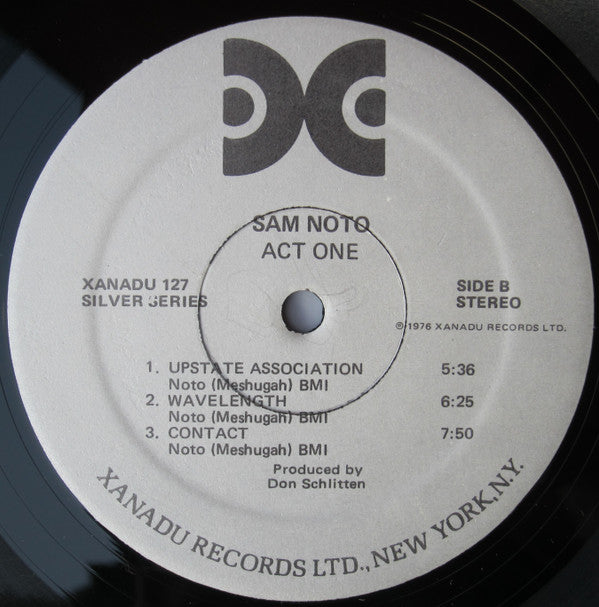 SAM NOTO
ACT ONE
XANADU 127
SILVER SERIES
SIDE B
STEREO
℗ 1976 XANADU RECORDS LTD.
1. UPSTATE ASSOCIATION 5:36
Noto (Meshugah) BMI
2. WAVELENGTH 6:25
Noto (Meshugah) BMI
3. CONTACT 7:50
Noto (Meshugah) BMI
Produced by
Don Schlitten
XANADU RECORDS LTD., NEW YORK, N.Y.